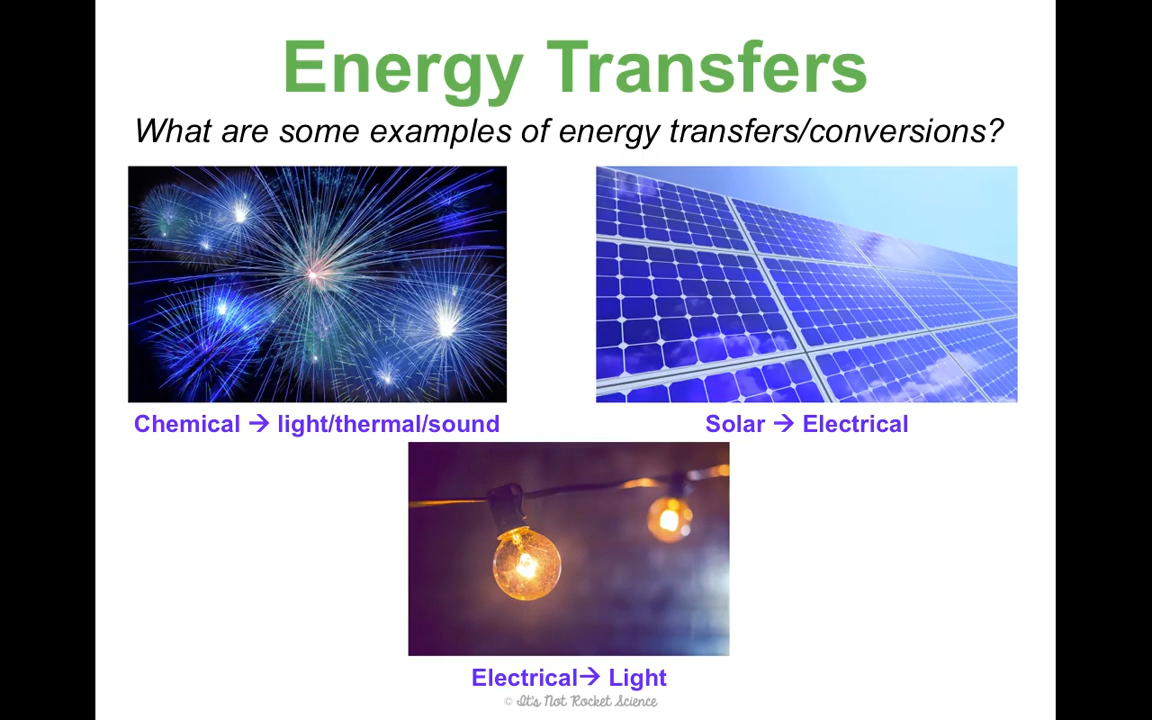 Energy Transfers
What are some examples of energy transfers/conversions?
Chemical → light/thermal/sound
Solar → Electrical
Electrical→ Light
© It's Not Rocket Science